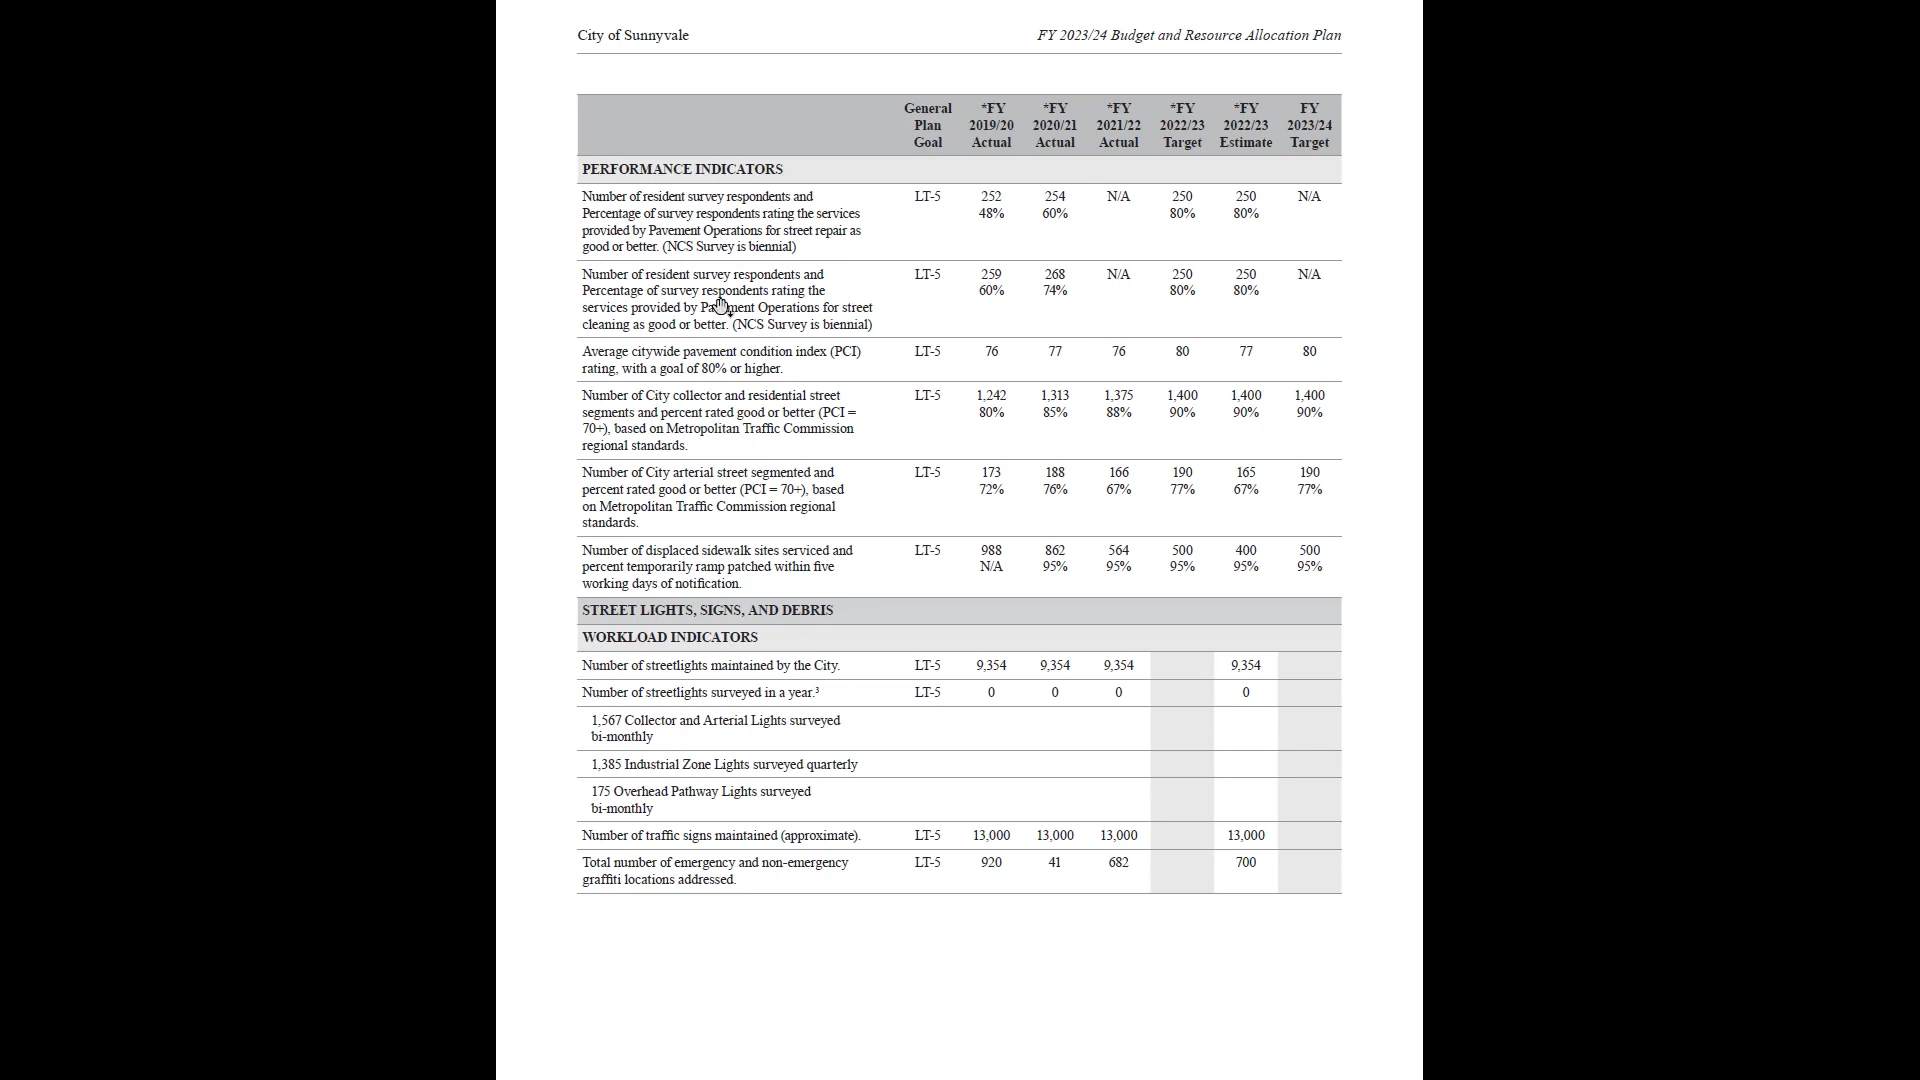 City of Sunnyvale
FY 2023/24 Budget and Resource Allocation Plan
General Plan Goal
*FY 2019/20 Actual
*FY 2020/21 Actual
*FY 2021/22 Actual
*FY 2022/23 Target
*FY 2022/23 Estimate
FY 2023/24 Target
PERFORMANCE INDICATORS
Number of resident survey respondents and LT-5 252 254 N/A 250 250 N/A
Percentage of survey respondents rating the services 48% 60% 80% 80%
provided by Pavement Operations for street repair as
good or better. (NCS Survey is biennial)
Number of resident survey respondents and LT-5 259 268 N/A 250 250 N/A
Percentage of survey respondents rating the 60% 74% 80% 80%
services provided by Pavement Operations for street
cleaning as good or better. (NCS Survey is biennial)
Average citywide pavement condition index (PCI) LT-5 76 77 76 80 77 80
rating, with a goal of 80% or higher.
Number of City collector and residential street LT-5 1,242 1,313 1,375 1,400 1,400 1,400
segments and percent rated good or better (PCI = 80% 85% 88% 90% 90% 90%
70+), based on Metropolitan Traffic Commission
regional standards.
Number of City arterial street segmented and LT-5 173 188 166 190 165 190
percent rated good or better (PCI = 70+), based 72% 76% 67% 77% 67% 77%
on Metropolitan Traffic Commission regional
standards.
Number of displaced sidewalk sites serviced and LT-5 988 862 564 500 400 500
percent temporarily ramp patched within five N/A 95% 95% 95% 95% 95%
working days of notification.
STREET LIGHTS, SIGNS, AND DEBRIS
WORKLOAD INDICATORS
Number of streetlights maintained by the City. LT-5 9,354 9,354 9,354 9,354
Number of streetlights surveyed in a year.³ LT-5 0 0 0 0
1,567 Collector and Arterial Lights surveyed
bi-monthly
1,385 Industrial Zone Lights surveyed quarterly
175 Overhead Pathway Lights surveyed
bi-monthly
Number of traffic signs maintained (approximate). LT-5 13,000 13,000 13,000 13,000
Total number of emergency and non-emergency LT-5 920 41 682 700
graffiti locations addressed.